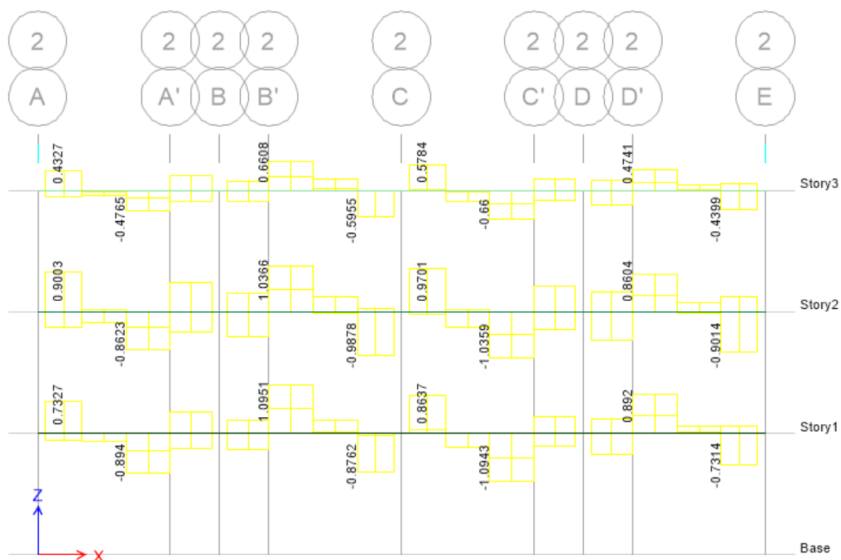 2 2 2 2 2 2 2 2 2
A A' B B' C C' D D' E
0.4327 0.6608 0.5784 0.4741
Story3
-0.4765 -0.5955 -0.66 -0.4399
0.9003 1.0366 0.9701 0.8604
Story2
-0.8623 -0.9878 -1.0359 -0.9014
0.7327 1.0951 0.8637 0.892
Story1
-0.894 -0.8762 -1.0943 -0.7314
Z
X
Base